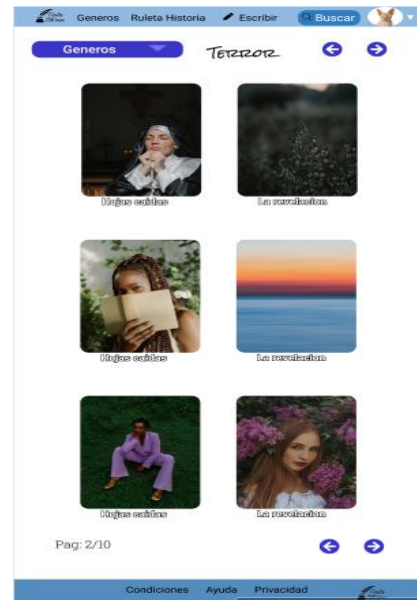 Generos Ruleta Historia Escribir Buscar
Generos
Terror
Hojas caidas La revelacion
Hojas caidas La revelacion
Hojas caidas La revelacion
Pag: 2/10
Condiciones Ayuda Privacidad